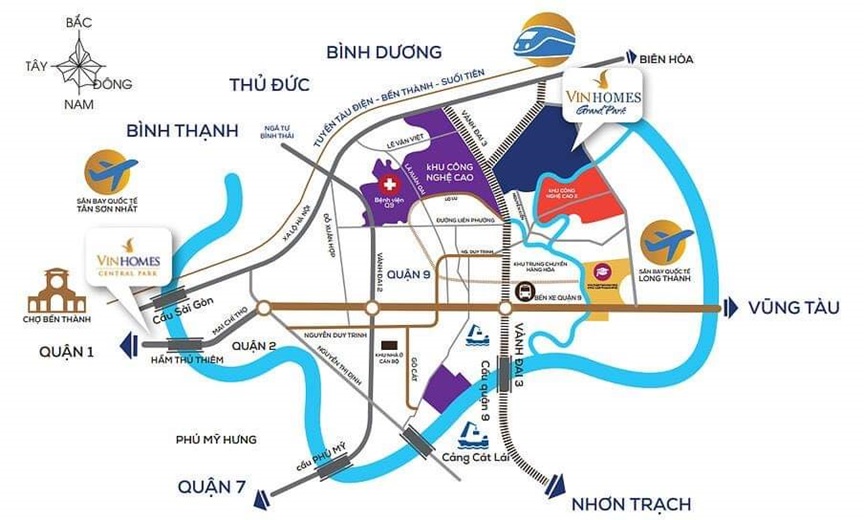 BẮC
TÂY
ĐÔNG
NAM
BÌNH DƯƠNG
BIÊN HÒA
THỦ ĐỨC
TUYẾN TÀU ĐIỆN - BẾN THÀNH - SUỐI TIÊN
VINHOMES
Grand Park
BÌNH THẠNH
NGÃ TƯ
BÌNH THÁI
VÀNH ĐAI 3
LÊ VĂN VIỆT
LÃ XUÂN OAI
KHU CÔNG
NGHỆ CAO
Bệnh viện
Q9
LÒ LU
KHU CÔNG
NGHỆ CAO 2
SÂN BAY QUỐC TẾ
TÂN SƠN NHẤT
XA LỘ HÀ NỘI
ĐỖ XUÂN HỢP
ĐƯỜNG LIÊN PHƯỜNG
VINHOMES
CENTRAL PARK
VÀNH ĐAI 2
NG. DUY TRINH
KHU TRUNG CHUYỂN
HÀNG HÓA
SÂN BAY QUỐC TẾ
LONG THÀNH
QUẬN 9
BẾN XE QUẬN 9
CHỢ BẾN THÀNH
Cầu Sài Gòn
MAI CHÍ THỌ
VŨNG TÀU
QUẬN 1
HẦM THỦ THIÊM
QUẬN 2
NGUYỄN DUY TRINH
NGUYỄN THỊ ĐỊNH
KHU NHÀ Ở
CÁN BỘ
GÒ CÁT
VÀNH ĐAI 3
Cầu quận 9
PHÚ MỸ HƯNG
cầu PHÚ MỸ
Cảng Cát Lái
QUẬN 7
NHƠN TRẠCH